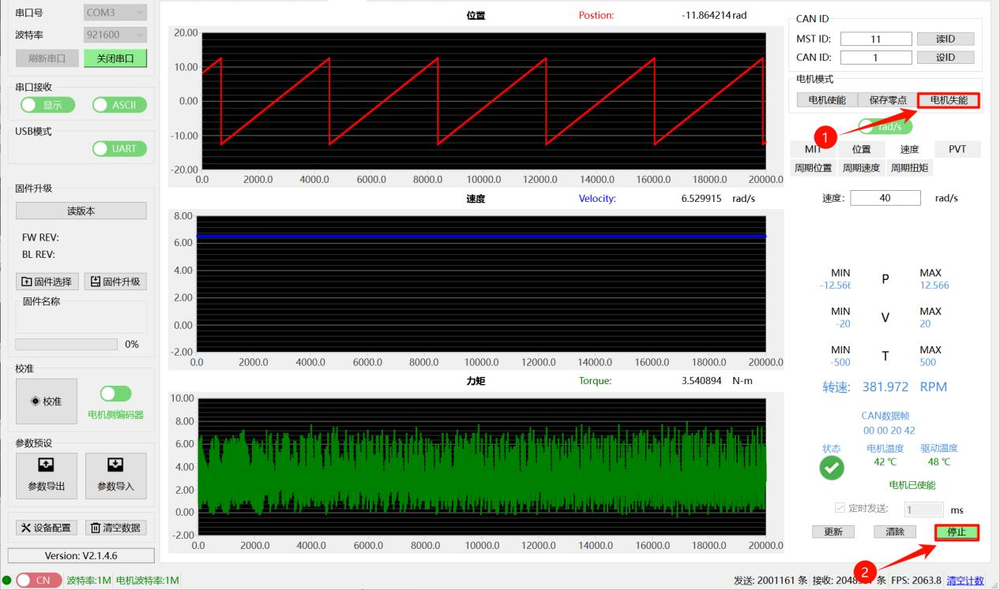 串口号 COM3
波特率 921600
刷新串口 关闭串口
串口接收
显示 ASCII
USB模式
UART
固件升级
读版本
FW REV:
BL REV:
固件选择 固件升级
固件名称
0%
校准
校准
电机侧编码器
参数预设
参数导出 参数导入
设备配置 清空数据
Version: V2.1.4.6
CN 波特率:1M 电机波特率:1M
位置 Postion: -11.864214 rad
20.00
10.00
0.00
-10.00
-20.00
0.0 2000.0 4000.0 6000.0 8000.0 10000.0 12000.0 14000.0 16000.0 18000.0 20000.0
速度 Velocity: 6.529915 rad/s
8.00
6.00
4.00
2.00
0.00
-2.00
0.0 2000.0 4000.0 6000.0 8000.0 10000.0 12000.0 14000.0 16000.0 18000.0 20000.0
力矩 Torque: 3.540894 N-m
10.00
8.00
6.00
4.00
2.00
0.00
-2.00
0.0 2000.0 4000.0 6000.0 8000.0 10000.0 12000.0 14000.0 16000.0 18000.0 20000.0
CAN ID
MST ID: 11 读ID
CAN ID: 1 设ID
电机模式
电机使能 保存零点 电机失能
1
rad/s
MIT 位置 速度 PVT
周期位置 周期速度 周期扭矩
速度: 40 rad/s
MIN P MAX
-12.566 12.566
MIN V MAX
-20 20
MIN T MAX
-500 500
转速: 381.972 RPM
CAN数据帧
00 00 20 42
状态 电机温度 驱动温度
42 ℃ 48 ℃
电机已使能
定时发送: 1 ms
更新 清除 停止
2
发送: 2001161 条 接收: 条 FPS: 2063.8 清空计数